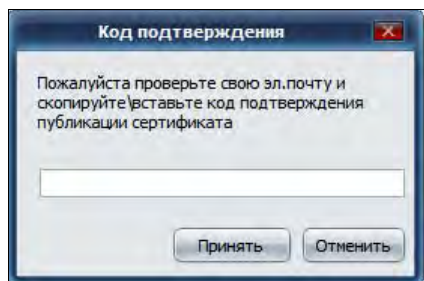 Код подтверждения
Пожалуйста проверьте свою эл.почту и
скопируйте\вставьте код подтверждения
публикации сертификата
Принять Отменить